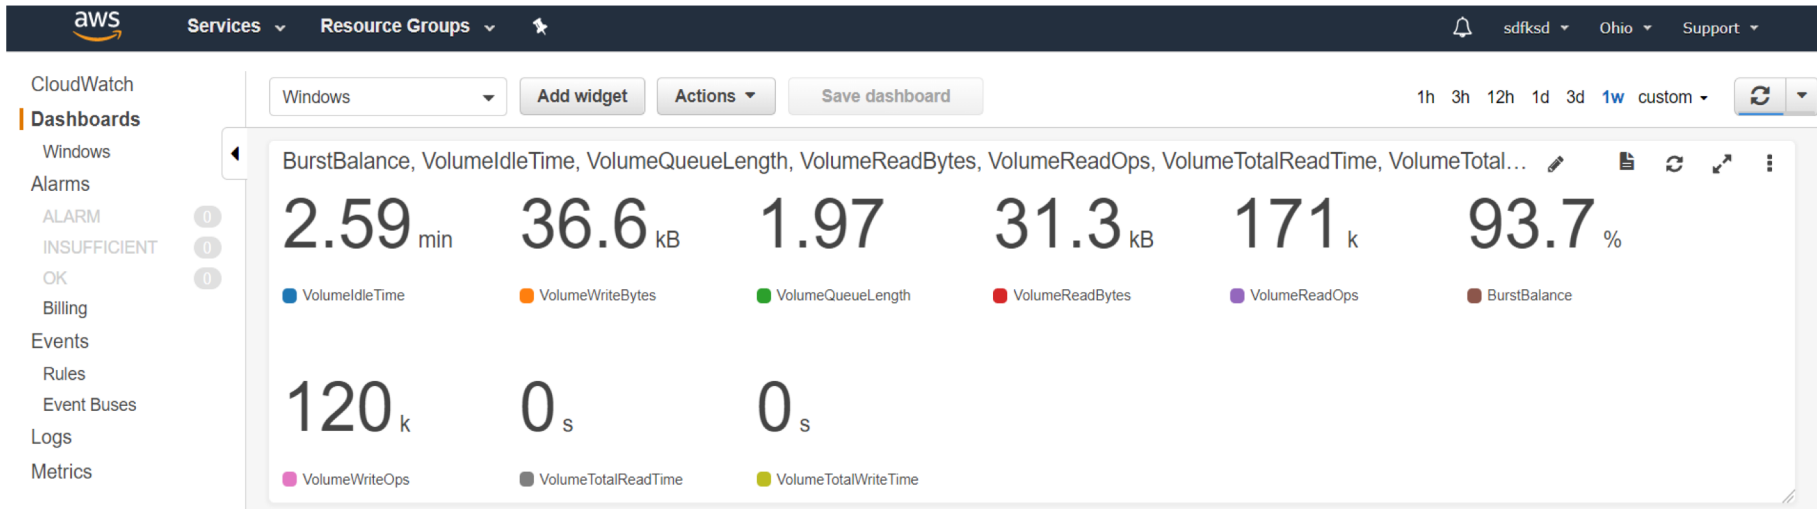 aws Services Resource Groups sdfksd Ohio Support
CloudWatch
Dashboards
Windows
Alarms
ALARM 0
INSUFFICIENT 0
OK 0
Billing
Events
Rules
Event Buses
Logs
Metrics
Windows Add widget Actions Save dashboard 1h 3h 12h 1d 3d 1w custom
BurstBalance, VolumeIdleTime, VolumeQueueLength, VolumeReadBytes, VolumeReadOps, VolumeTotalReadTime, VolumeTotal...
2.59 min 36.6 kB 1.97 31.3 kB 171 k 93.7 %
VolumeIdleTime VolumeWriteBytes VolumeQueueLength VolumeReadBytes VolumeReadOps BurstBalance
120 k 0 s 0 s
VolumeWriteOps VolumeTotalReadTime VolumeTotalWriteTime